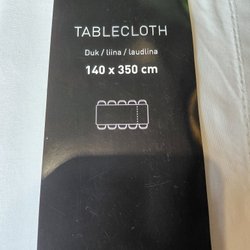 TABLECLOTH
Duk / liina / laudlina
140 x 350 cm